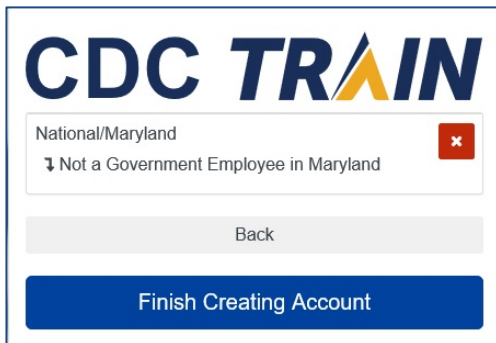 CDC TRAIN
National/Maryland
↴ Not a Government Employee in Maryland
Back
Finish Creating Account